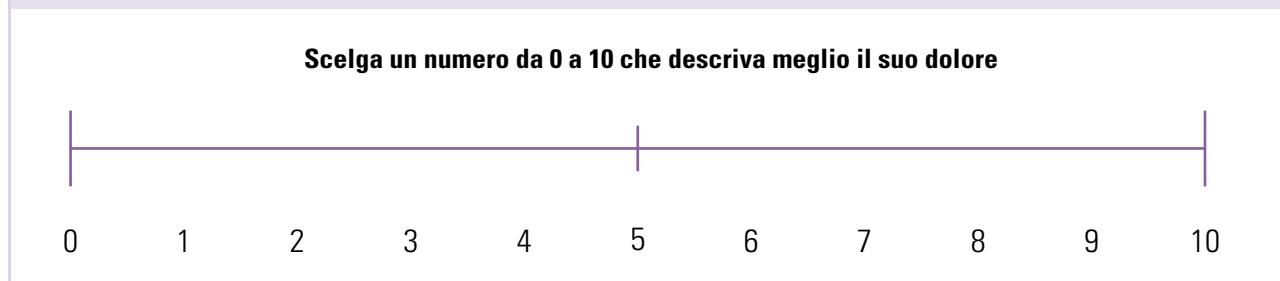 Scelga un numero da 0 a 10 che descriva meglio il suo dolore
0 1 2 3 4 5 6 7 8 9 10